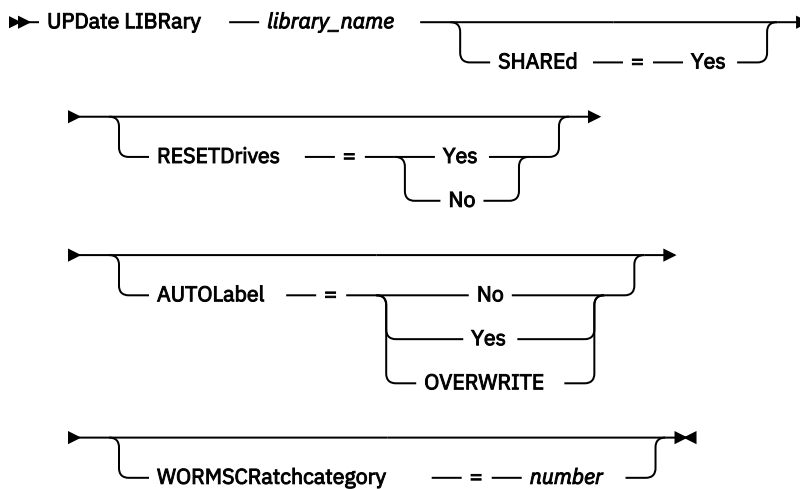 UPDate LIBRary library_name
SHAREd = Yes
RESETDrives = Yes
No
AUTOLabel = No
Yes
OVERWRITE
WORMSCRatchcategory = number